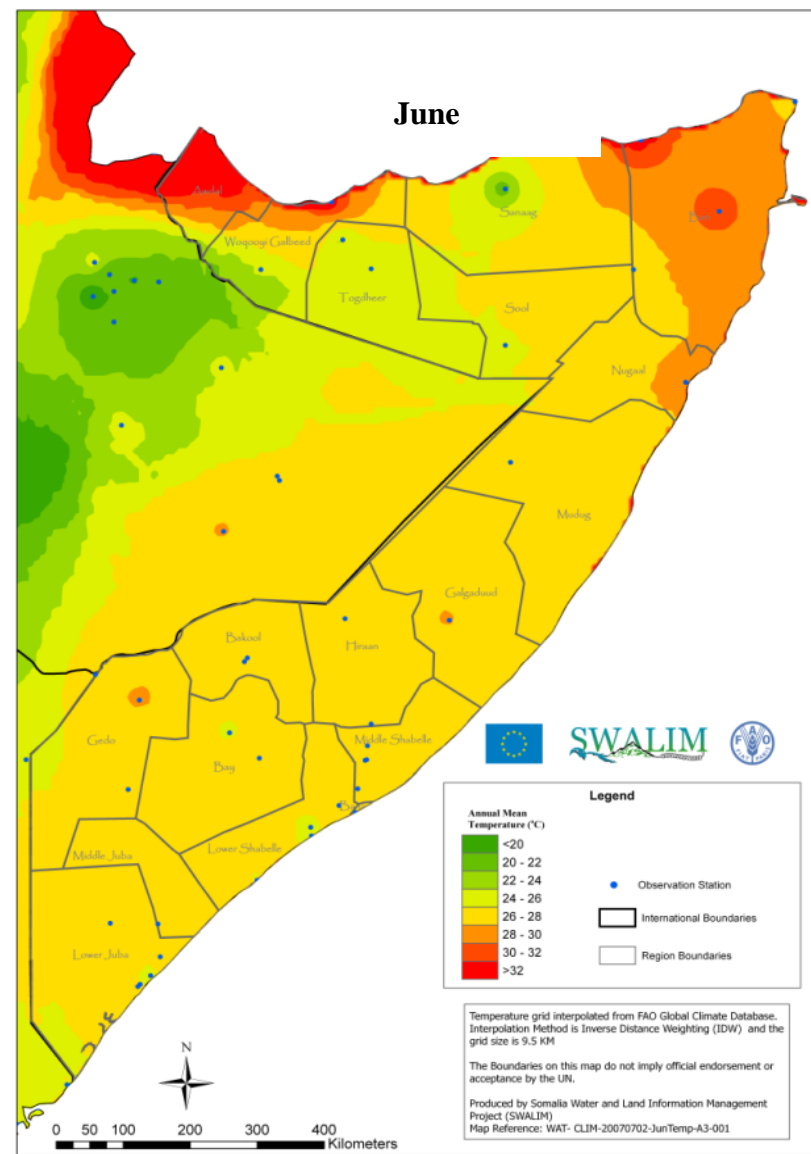 June
Awdal
Woqooyi Galbeed
Sanaag
Bari
Togdheer
Sool
Nugaal
Mudug
Galgaduud
Hiraan
Bakool
Gedo
Bay
Middle Shabelle
Lower Shabelle
Middle Juba
Lower Juba
SWALIM
FAO
FIAT PANIS
Legend
Annual Mean
Temperature (°C)
<20
20 - 22
22 - 24
24 - 26
26 - 28
28 - 30
30 - 32
>32
Observation Station
International Boundaries
Region Boundaries
Temperature grid interpolated from FAO Global Climate Database.
Interpolation Method is Inverse Distance Weighting (IDW) and the
grid size is 9.5 KM
The Boundaries on this map do not imply official endorsement or
acceptance by the UN.
Produced by Somalia Water and Land Information Management
Project (SWALIM)
Map Reference: WAT- CLIM-20070702-JunTemp-A3-001
N
0 50 100 200 300 400
Kilometers